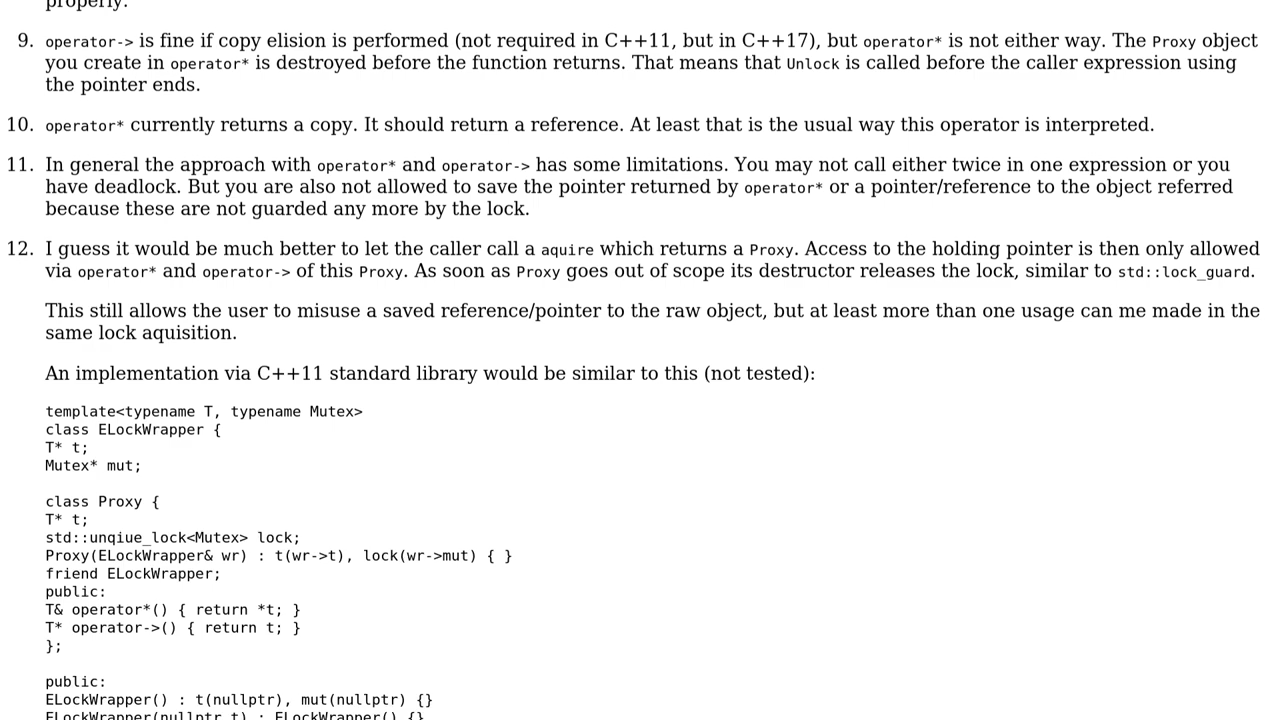 properly.
9. operator-> is fine if copy elision is performed (not required in C++11, but in C++17), but operator* is not either way. The Proxy object
you create in operator* is destroyed before the function returns. That means that Unlock is called before the caller expression using
the pointer ends.
10. operator* currently returns a copy. It should return a reference. At least that is the usual way this operator is interpreted.
11. In general the approach with operator* and operator-> has some limitations. You may not call either twice in one expression or you
have deadlock. But you are also not allowed to save the pointer returned by operator* or a pointer/reference to the object referred
because these are not guarded any more by the lock.
12. I guess it would be much better to let the caller call a aquire which returns a Proxy. Access to the holding pointer is then only allowed
via operator* and operator-> of this Proxy. As soon as Proxy goes out of scope its destructor releases the lock, similar to std::lock_guard.
This still allows the user to misuse a saved reference/pointer to the raw object, but at least more than one usage can me made in the
same lock aquisition.
An implementation via C++11 standard library would be similar to this (not tested):
template<typename T, typename Mutex>
class ELockWrapper {
T* t;
Mutex* mut;
class Proxy {
T* t;
std::unqiue_lock<Mutex> lock;
Proxy(ELockWrapper& wr) : t(wr->t), lock(wr->mut) { }
friend ELockWrapper;
public:
T& operator*() { return *t; }
T* operator->() { return t; }
};
public:
ELockWrapper() : t(nullptr), mut(nullptr) {}
ELockWrapper(nullptr_t) : ELockWrapper() {}